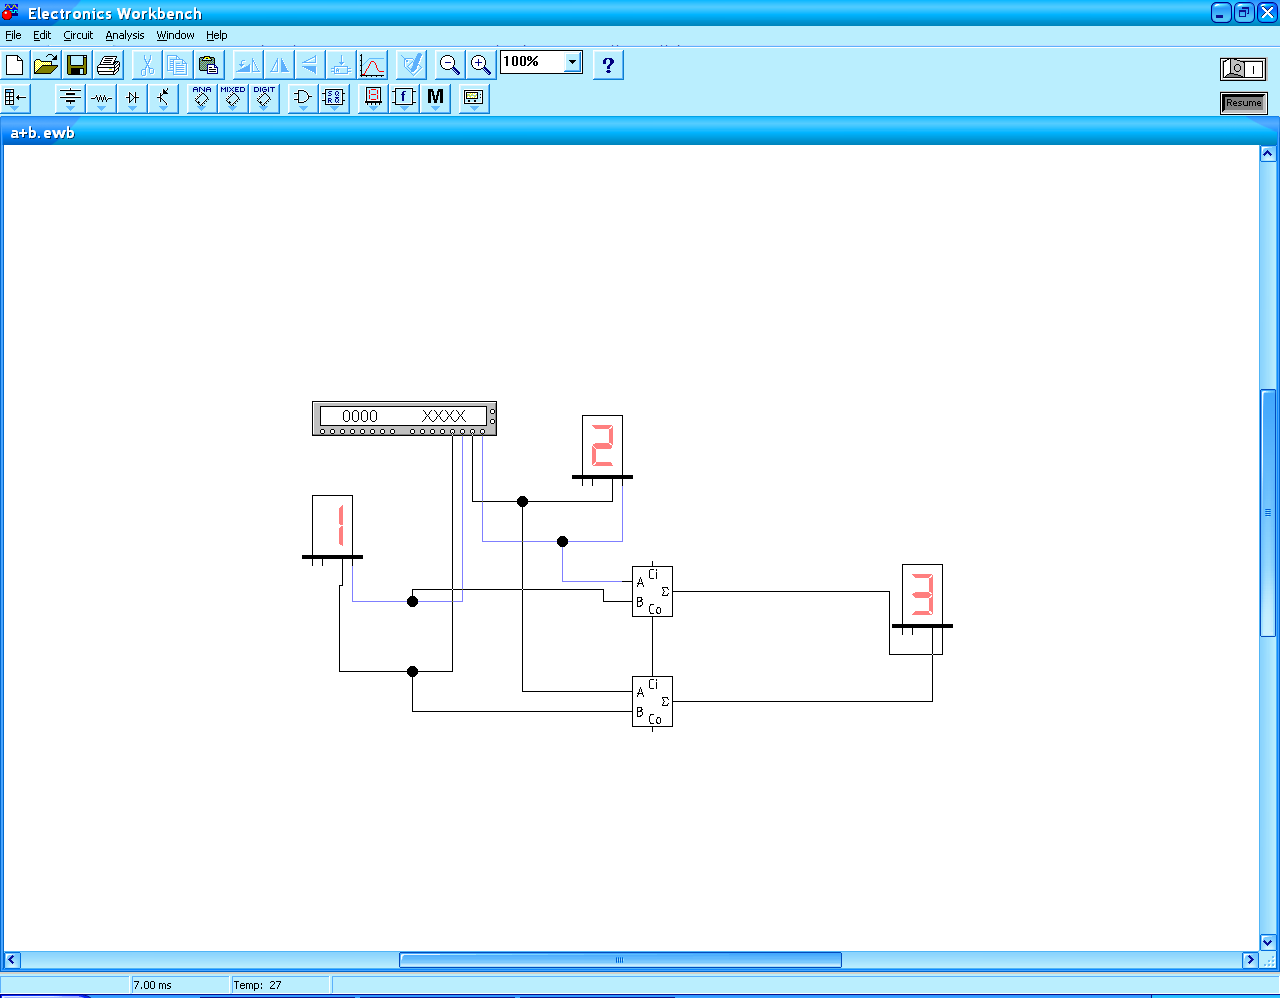 Electronics Workbench
File Edit Circuit Analysis Window Help
100%
?
ANA MIXED DIGIT
f M
O I
Resume
a+b.ewb
0000 XXXX
2
1
Ci
A Σ
B
Co
3
Ci
A Σ
B
Co
7.00 ms Temp: 27